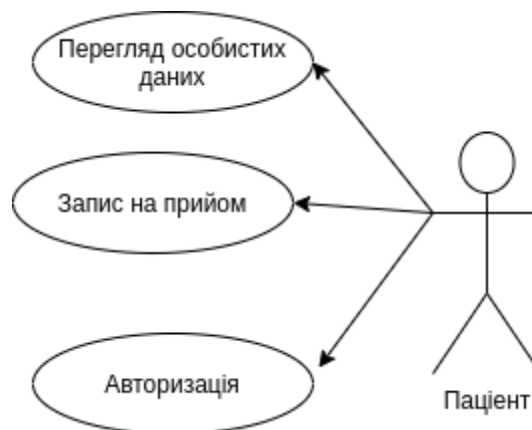 Перегляд особистих
даних
Запис на прийом
Авторизація
Пацієнт